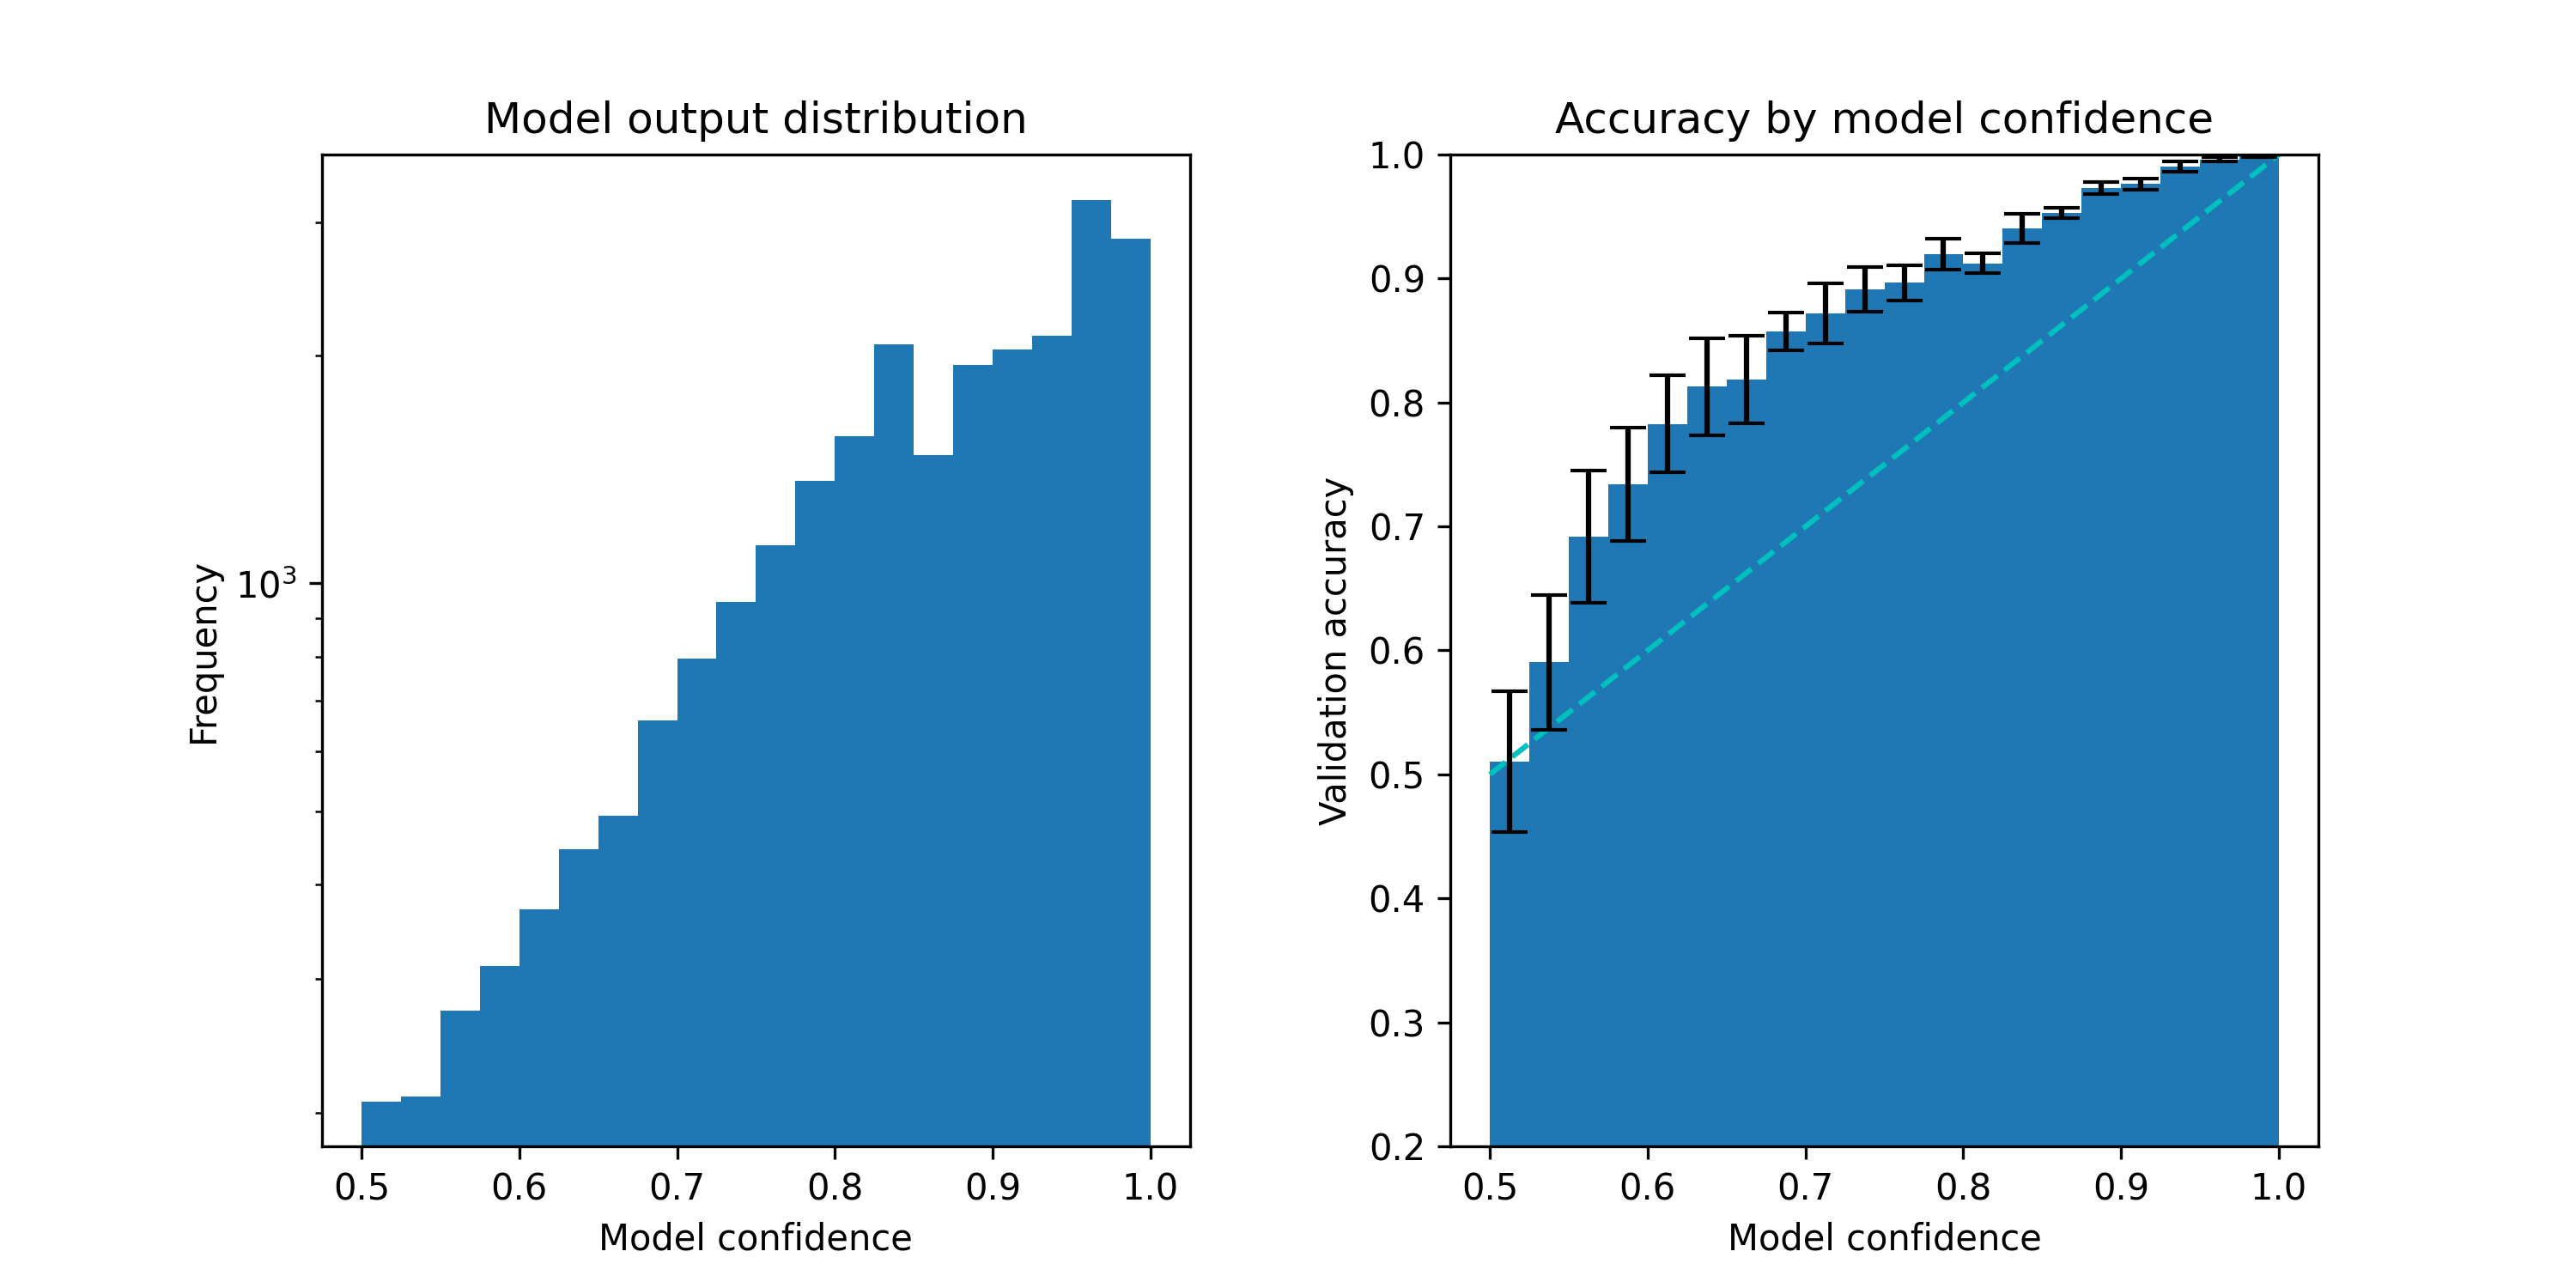 Model output distribution
Frequency
10³
0.5 0.6 0.7 0.8 0.9 1.0
Model confidence
Accuracy by model confidence
Validation accuracy
1.0
0.9
0.8
0.7
0.6
0.5
0.4
0.3
0.2
0.5 0.6 0.7 0.8 0.9 1.0
Model confidence